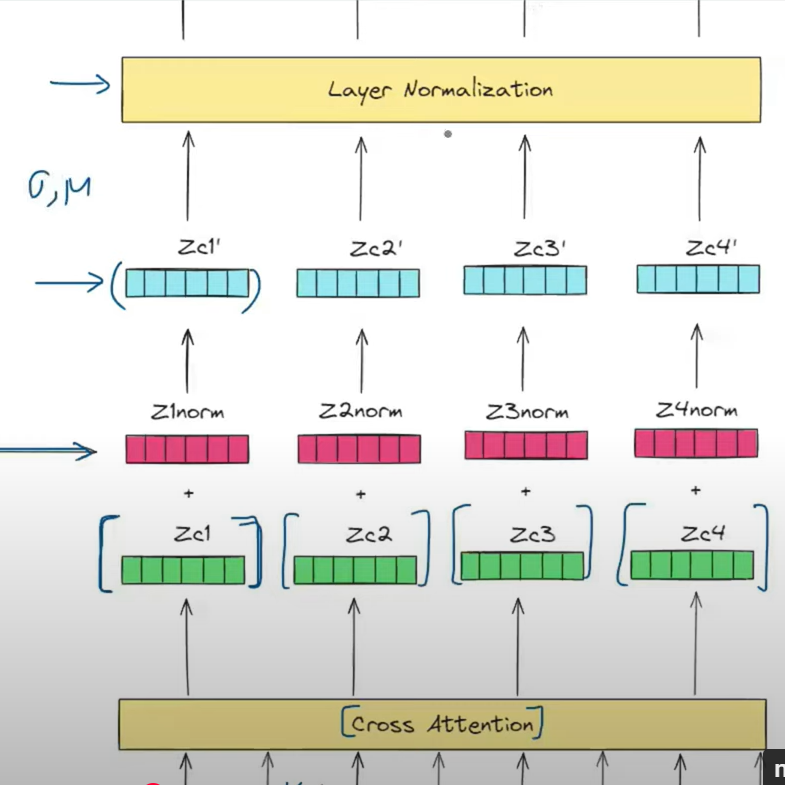 Layer Normalization
σ, μ
Zc1' Zc2' Zc3' Zc4'
Z1norm Z2norm Z3norm Z4norm
+ + + +
Zc1 Zc2 Zc3 Zc4
[Cross Attention]